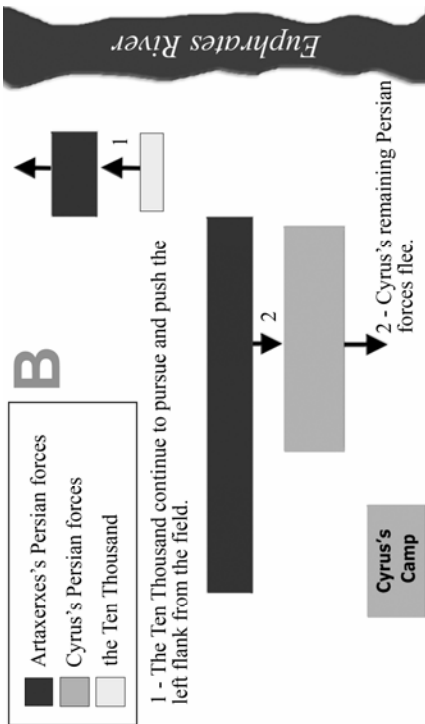 Euphrates River
B
Artaxerxes's Persian forces
Cyrus's Persian forces
the Ten Thousand
1
1 - The Ten Thousand continue to pursue and push the
left flank from the field.
2
2 - Cyrus's remaining Persian
forces flee.
Cyrus's
Camp